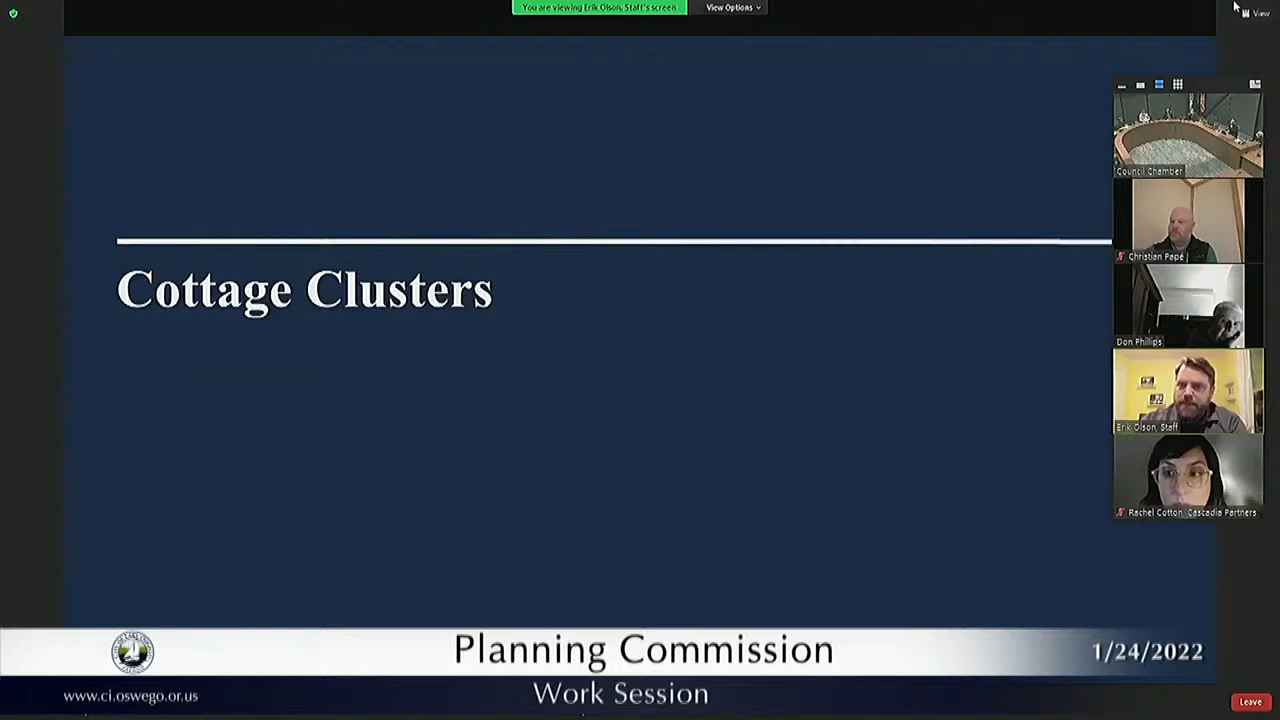 You are viewing Erik Olson, Staff's screen
View Options
View
Council Chamber
Christian Pape
Don Phillips
Erik Olson, Staff
Rachel Cotton, Cascadia Partners
Cottage Clusters
Planning Commission
1/24/2022
www.ci.oswego.or.us
Work Session
Leave